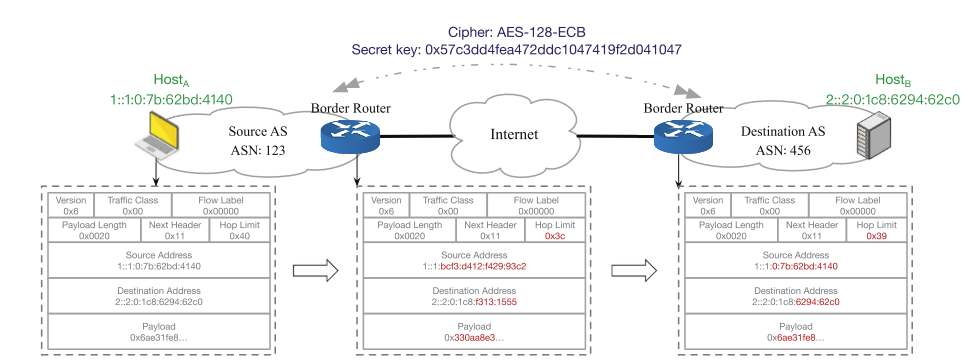 Cipher: AES-128-ECB
Secret key: 0x57c3dd4fea472ddc1047419f2d041047
HostA
1::1:0:7b:62bd:4140
HostB
2::2:0:1c8:6294:62c0
Border Router
Border Router
Source AS
ASN: 123
Internet
Destination AS
ASN: 456
Version
0x6
Traffic Class
0x00
Flow Label
0x00000
Payload Length
0x0020
Next Header
0x11
Hop Limit
0x40
Source Address
1::1:0:7b:62bd:4140
Destination Address
2::2:0:1c8:6294:62c0
Payload
0x6ae31fe8...
Version
0x6
Traffic Class
0x00
Flow Label
0x00000
Payload Length
0x0020
Next Header
0x11
Hop Limit
0x3c
Source Address
1::1:bcf3:d412:f429:93c2
Destination Address
2::2:0:1c8:f313:1555
Payload
0x330aa8e3...
Version
0x6
Traffic Class
0x00
Flow Label
0x00000
Payload Length
0x0020
Next Header
0x11
Hop Limit
0x39
Source Address
1::1:0:7b:62bd:4140
Destination Address
2::2:0:1c8:6294:62c0
Payload
0x6ae31fe8...